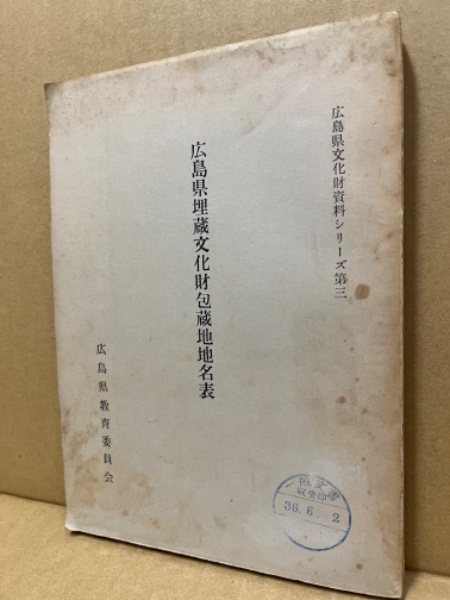 広島県文化財資料シリーズ第三
広島県埋蔵文化財包蔵地地名表
広島県教育委員会
36.6.2